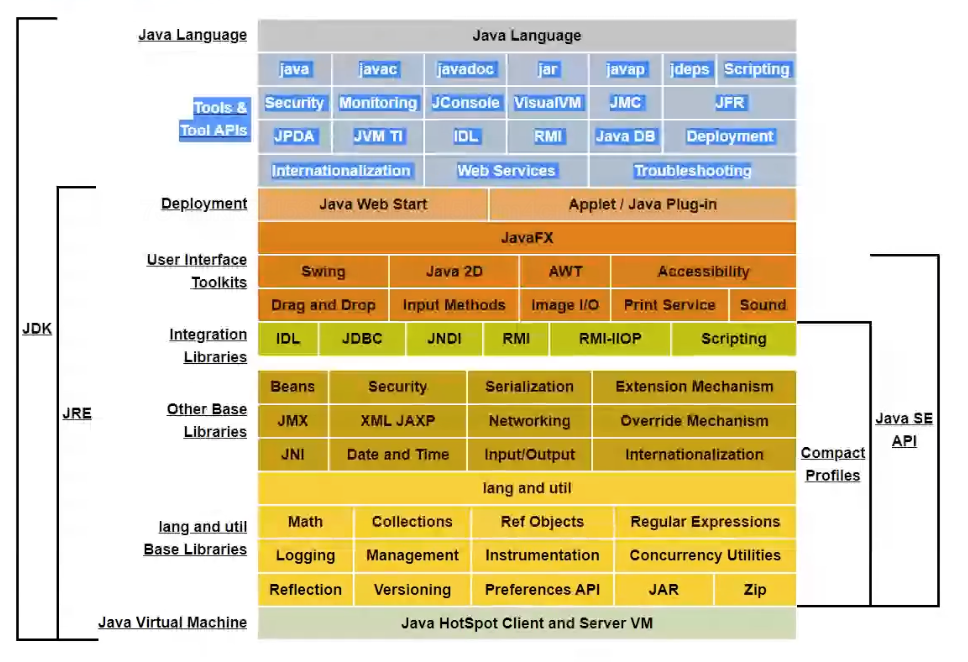 Java Language Java Language
java javac javadoc jar javap jdeps Scripting
Tools & Security Monitoring JConsole VisualVM JMC JFR
Tool APIs JPDA JVM TI IDL RMI Java DB Deployment
Internationalization Web Services Troubleshooting
Deployment Java Web Start Applet / Java Plug-in
JavaFX
User Interface
Toolkits
Swing Java 2D AWT Accessibility
Drag and Drop Input Methods Image I/O Print Service Sound
JDK
Integration
Libraries
IDL JDBC JNDI RMI RMI-IIOP Scripting
Beans Security Serialization Extension Mechanism
JRE
Other Base
Libraries
JMX XML JAXP Networking Override Mechanism
Java SE
API
JNI Date and Time Input/Output Internationalization
Compact
Profiles
lang and util
lang and util
Base Libraries
Math Collections Ref Objects Regular Expressions
Logging Management Instrumentation Concurrency Utilities
Reflection Versioning Preferences API JAR Zip
Java Virtual Machine Java HotSpot Client and Server VM